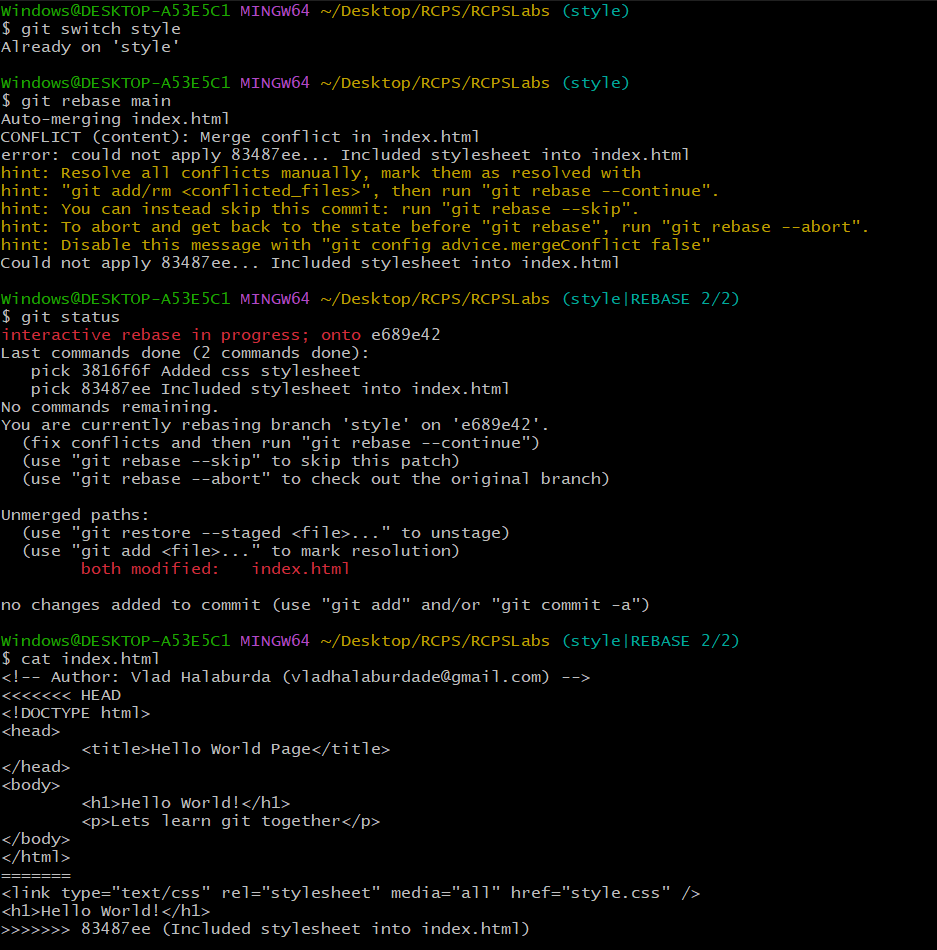 Windows@DESKTOP-A53E5C1 MINGW64 ~/Desktop/RCPS/RCPSLabs (style)
$ git switch style
Already on 'style'

Windows@DESKTOP-A53E5C1 MINGW64 ~/Desktop/RCPS/RCPSLabs (style)
$ git rebase main
Auto-merging index.html
CONFLICT (content): Merge conflict in index.html
error: could not apply 83487ee... Included stylesheet into index.html
hint: Resolve all conflicts manually, mark them as resolved with
hint: "git add/rm <conflicted_files>", then run "git rebase --continue".
hint: You can instead skip this commit: run "git rebase --skip".
hint: To abort and get back to the state before "git rebase", run "git rebase --abort".
hint: Disable this message with "git config advice.mergeConflict false"
Could not apply 83487ee... Included stylesheet into index.html

Windows@DESKTOP-A53E5C1 MINGW64 ~/Desktop/RCPS/RCPSLabs (style|REBASE 2/2)
$ git status
interactive rebase in progress; onto e689e42
Last commands done (2 commands done):
   pick 3816f6f Added css stylesheet
   pick 83487ee Included stylesheet into index.html
No commands remaining.
You are currently rebasing branch 'style' on 'e689e42'.
  (fix conflicts and then run "git rebase --continue")
  (use "git rebase --skip" to skip this patch)
  (use "git rebase --abort" to check out the original branch)

Unmerged paths:
  (use "git restore --staged <file>..." to unstage)
  (use "git add <file>..." to mark resolution)
        both modified:   index.html

no changes added to commit (use "git add" and/or "git commit -a")

Windows@DESKTOP-A53E5C1 MINGW64 ~/Desktop/RCPS/RCPSLabs (style|REBASE 2/2)
$ cat index.html
<!-- Author: Vlad Halaburda (vladhalaburdade@gmail.com) -->
<<<<<<< HEAD
<!DOCTYPE html>
<head>
        <title>Hello World Page</title>
</head>
<body>
        <h1>Hello World!</h1>
        <p>Lets learn git together</p>
</body>
</html>
=======
<link type="text/css" rel="stylesheet" media="all" href="style.css" />
<h1>Hello World!</h1>
>>>>>>> 83487ee (Included stylesheet into index.html)